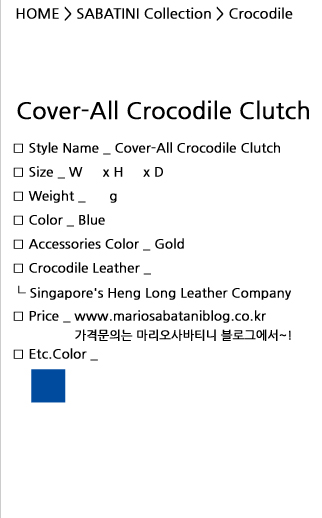 HOME > SABATINI Collection > Crocodile
Cover-All Crocodile Clutch
□ Style Name _ Cover-All Crocodile Clutch
□ Size _ W x H x D
□ Weight _ g
□ Color _ Blue
□ Accessories Color _ Gold
□ Crocodile Leather _
└ Singapore's Heng Long Leather Company
□ Price _ www.mariosabataniblog.co.kr
가격문의는 마리오사바티니 블로그에서~!
□ Etc.Color _